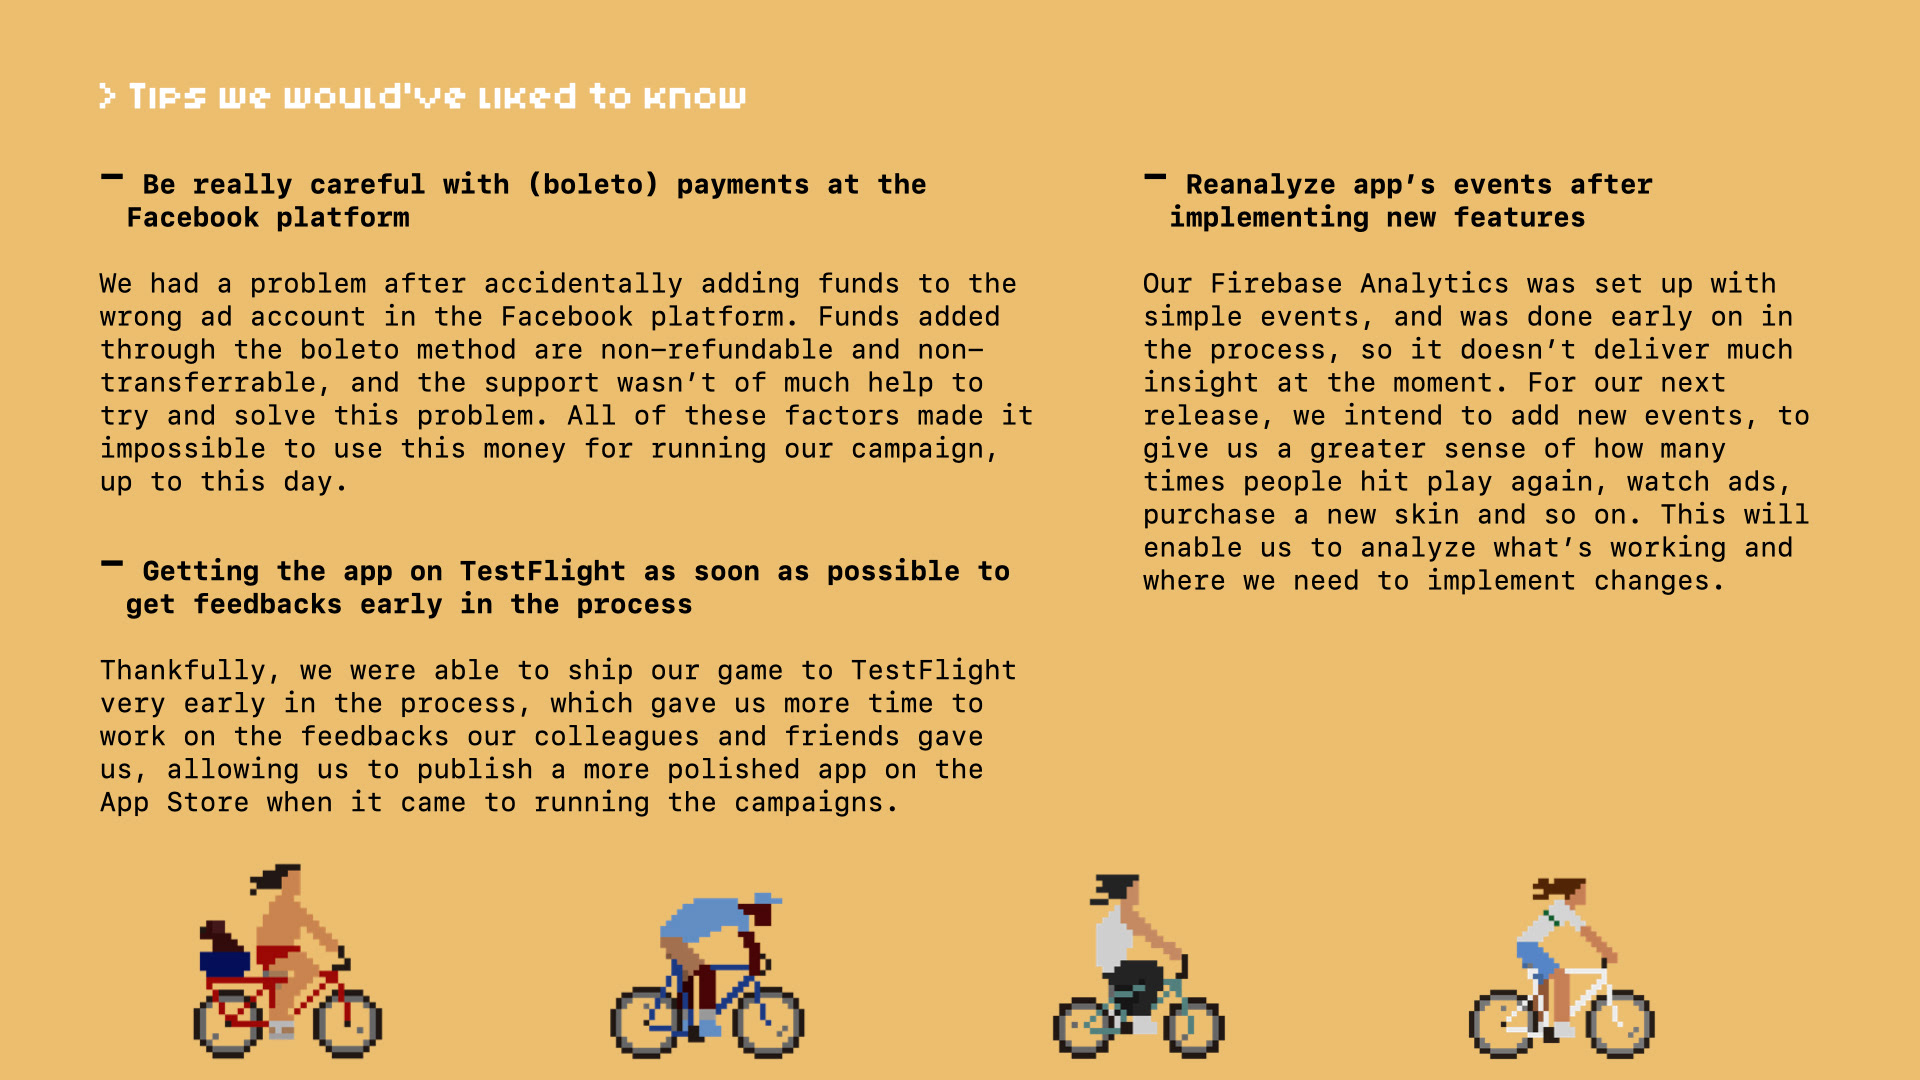 > Tips we would've liked to know
– Be really careful with (boleto) payments at the
Facebook platform
We had a problem after accidentally adding funds to the
wrong ad account in the Facebook platform. Funds added
through the boleto method are non-refundable and non-
transferrable, and the support wasn’t of much help to
try and solve this problem. All of these factors made it
impossible to use this money for running our campaign,
up to this day.
– Getting the app on TestFlight as soon as possible to
get feedbacks early in the process
Thankfully, we were able to ship our game to TestFlight
very early in the process, which gave us more time to
work on the feedbacks our colleagues and friends gave
us, allowing us to publish a more polished app on the
App Store when it came to running the campaigns.
– Reanalyze app’s events after
implementing new features
Our Firebase Analytics was set up with
simple events, and was done early on in
the process, so it doesn’t deliver much
insight at the moment. For our next
release, we intend to add new events, to
give us a greater sense of how many
times people hit play again, watch ads,
purchase a new skin and so on. This will
enable us to analyze what’s working and
where we need to implement changes.